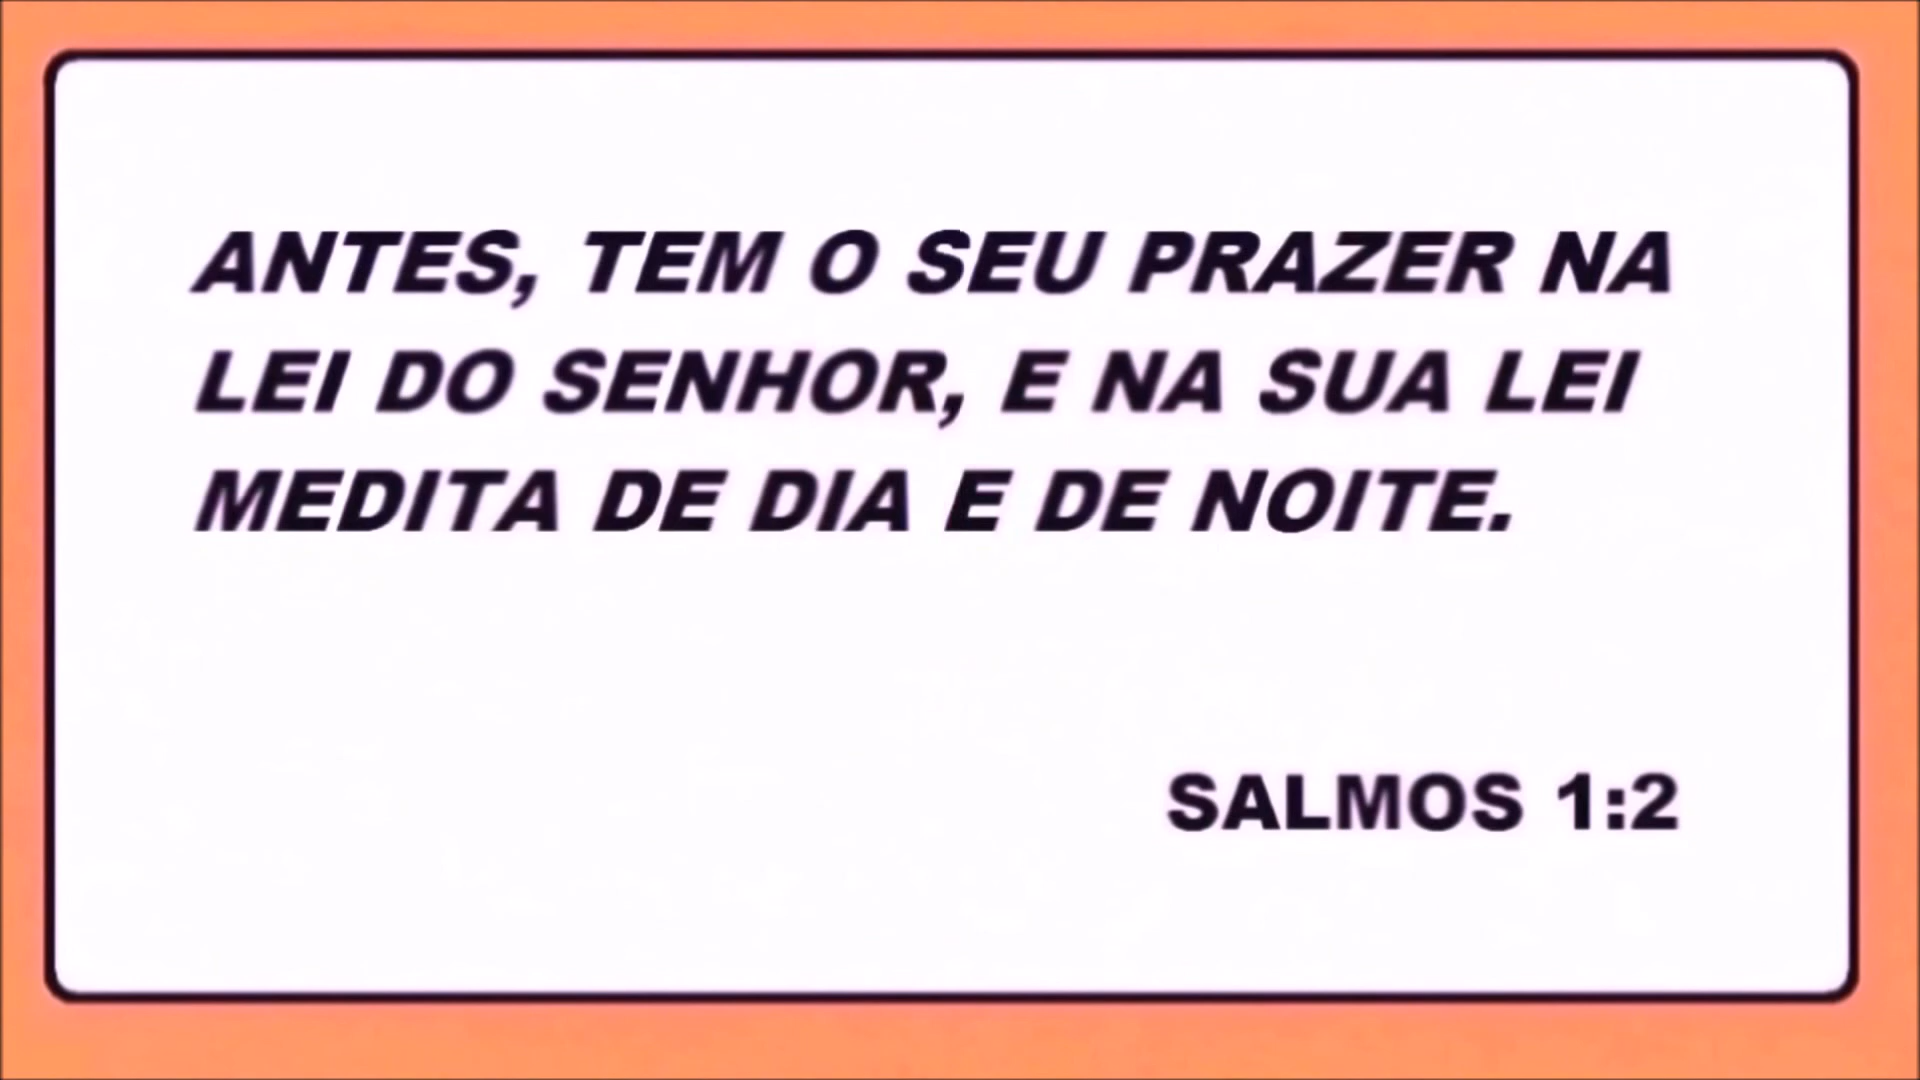 ANTES, TEM O SEU PRAZER NA
LEI DO SENHOR, E NA SUA LEI
MEDITA DE DIA E DE NOITE.
SALMOS 1:2